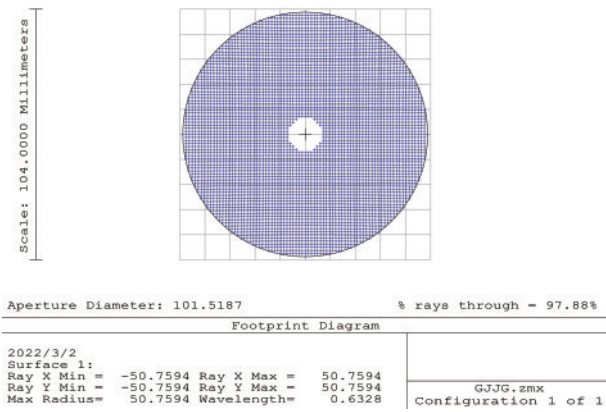 Scale: 104.0000 Millimeters
Aperture Diameter: 101.5187 % rays through = 97.88%
Footprint Diagram
2022/3/2
Surface 1:
Ray X Min = -50.7594 Ray X Max = 50.7594
Ray Y Min = -50.7594 Ray Y Max = 50.7594
Max Radius= 50.7594 Wavelength= 0.6328
GJJG.zmx
Configuration 1 of 1